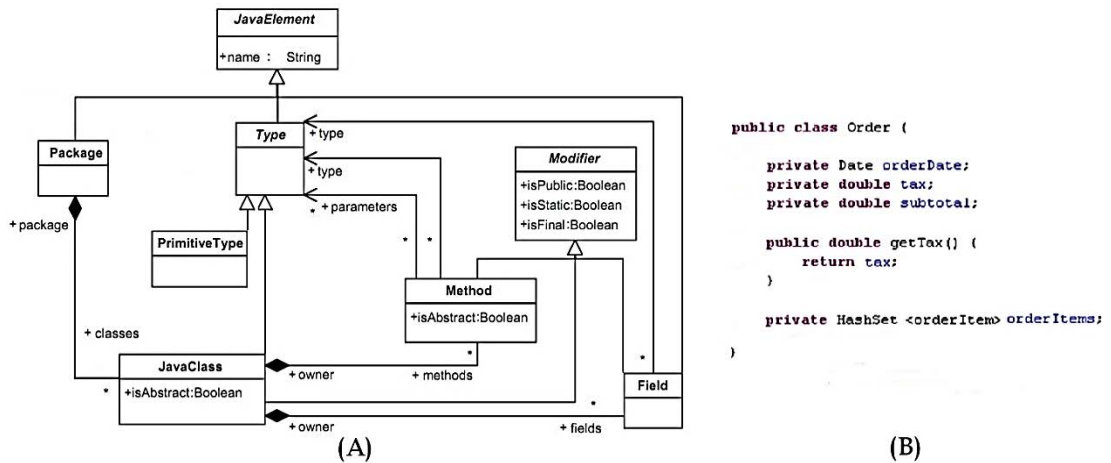 JavaElement
+name : String
Type
+ type
+ type
+ parameters
*
Package
+ package
Modifier
+isPublic:Boolean
+isStatic:Boolean
+isFinal:Boolean
PrimitiveType
*
*
Method
+isAbstract:Boolean
+ classes
*
JavaClass
+isAbstract:Boolean
*
+ owner
+ methods
*
*
Field
+ owner
+ fields
(A)
public class Order {
private Date orderDate;
private double tax;
private double subtotal;
public double getTax() {
return tax;
}
private HashSet <orderItem> orderItems;
}
(B)